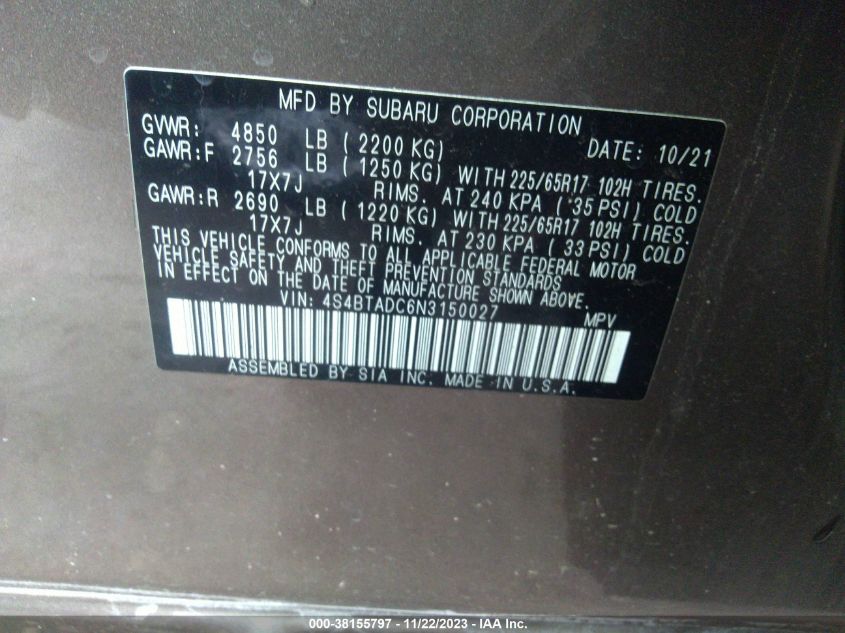 MFD BY SUBARU CORPORATION
GVWR: 4850 LB ( 2200 KG) DATE: 10/21
GAWR:F 2756 LB ( 1250 KG) WITH 225/65R17 102H TIRES.
17X7J RIMS. AT 240 KPA ( 35 PSI) COLD
GAWR:R 2690 LB ( 1220 KG) WITH 225/65R17 102H TIRES.
17X7J RIMS. AT 230 KPA ( 33 PSI) COLD
THIS VEHICLE CONFORMS TO ALL APPLICABLE FEDERAL MOTOR
VEHICLE SAFETY AND THEFT PREVENTION STANDARDS
IN EFFECT ON THE DATE OF MANUFACTURE SHOWN ABOVE.
VIN: 4S4BTADC6N3150027 MPV
ASSEMBLED BY SIA INC. MADE IN U.S.A.
000-38155797 - 11/22/2023 - IAA Inc.